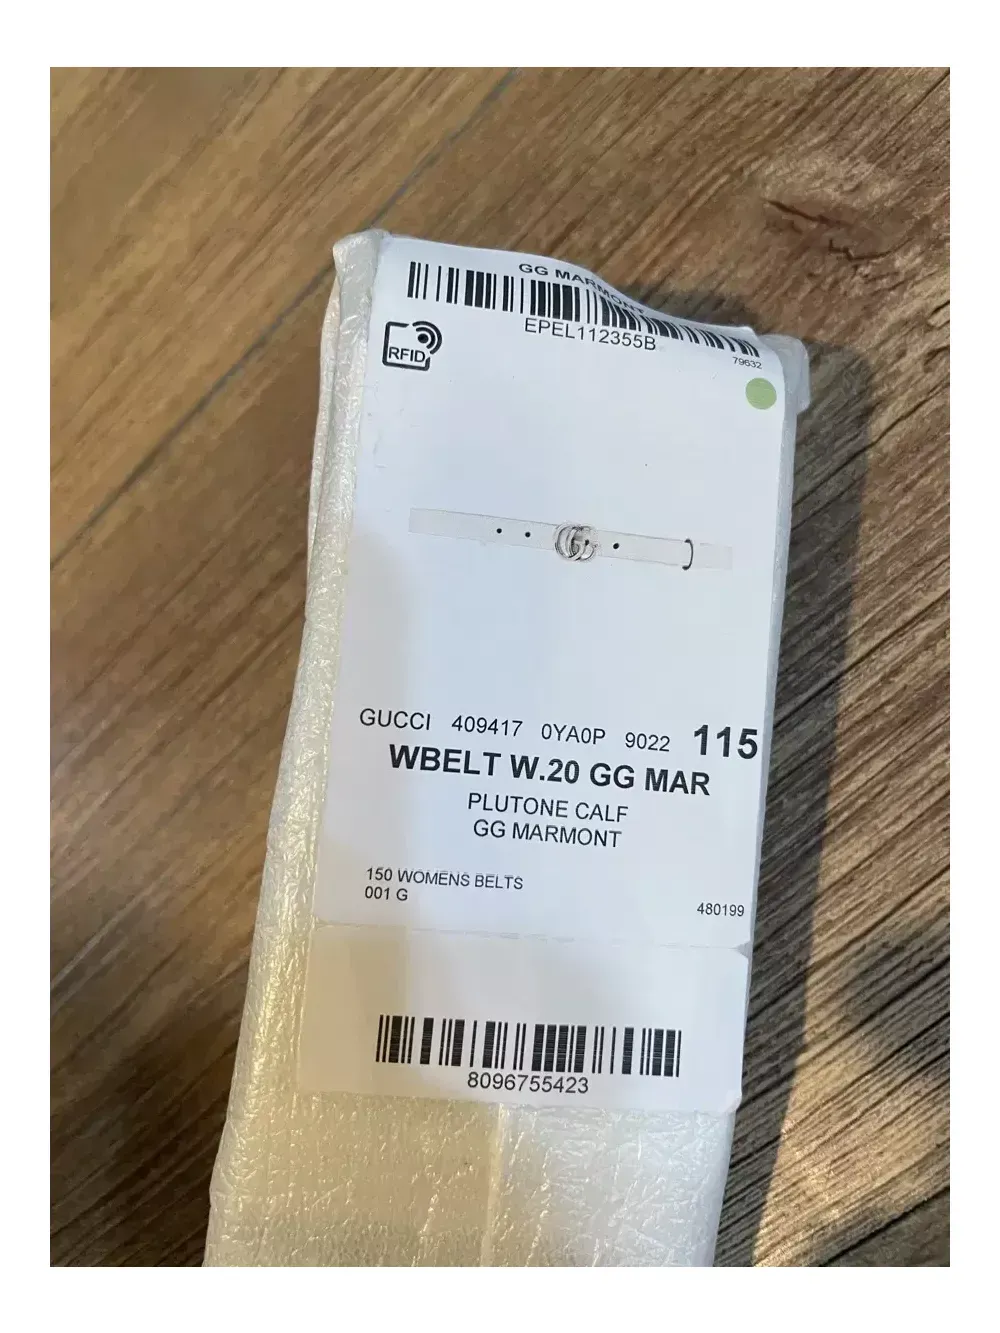 GG MARMONT
EPEL112355B
79632
RFID
GUCCI 409417 0YA0P 9022 115
WBELT W.20 GG MAR
PLUTONE CALF
GG MARMONT
150 WOMENS BELTS
001 G
480199
8096755423